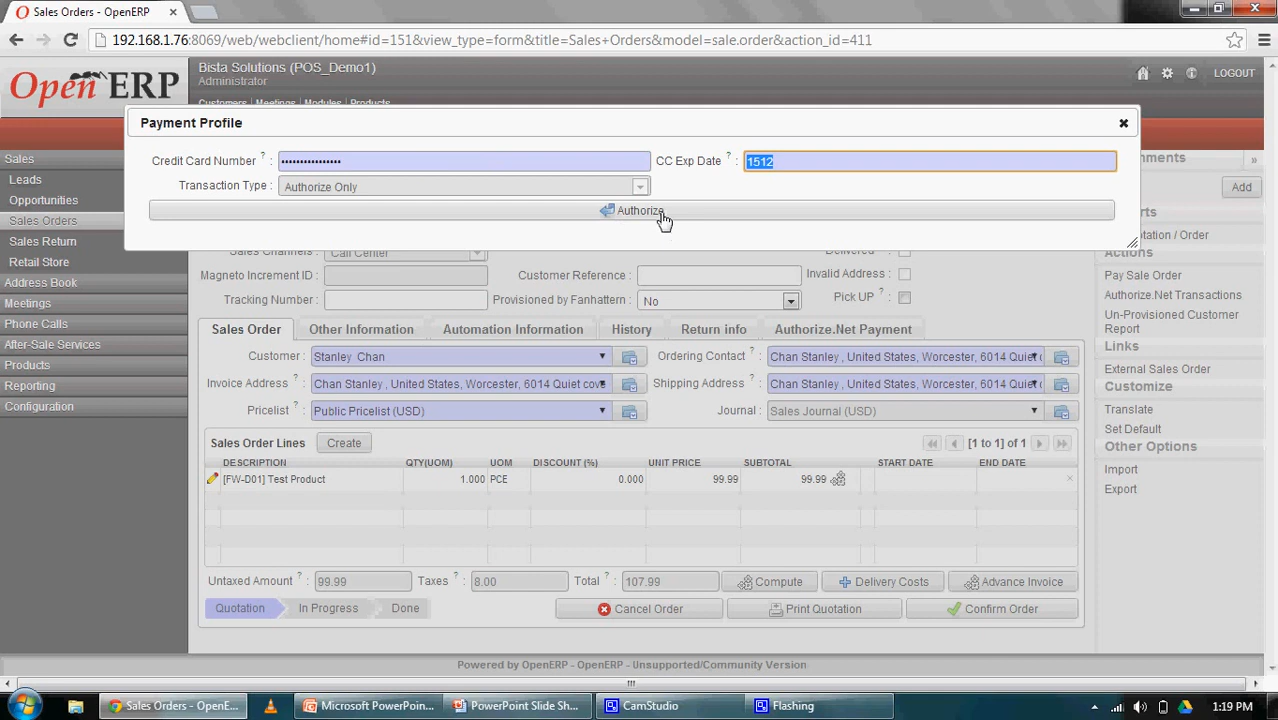 Sales Orders - OpenERP
192.168.1.76:8069/web/webclient/home#id=151&view_type=form&title=Sales+Orders&model=sale.order&action_id=411
Open ERP
Bista Solutions (POS_Demo1)
Administrator
LOGOUT
Customers Meetings Modules Products
Payment Profile
Credit Card Number ? : •••••••••••••••• CC Exp Date ? : 1512
Transaction Type : Authorize Only
Authorize
Sales
Leads
Opportunities
Sales Orders
Sales Return
Retail Store
Address Book
Meetings
Phone Calls
After-Sale Services
Products
Reporting
Configuration
Sales Channels : Call Center Delivered :
Magneto Increment ID : Customer Reference : Invalid Address :
Tracking Number : Provisioned by Fanhattern : No Pick UP ? :
Sales Order Other Information Automation Information History Return info Authorize.Net Payment
Customer : Stanley Chan Ordering Contact ? : Chan Stanley , United States, Worcester, 6014 Quiet
Invoice Address : Chan Stanley , United States, Worcester, 6014 Quiet cove Shipping Address ? : Chan Stanley , United States, Worcester, 6014 Quiet
Pricelist ? : Public Pricelist (USD) Journal : Sales Journal (USD)
Sales Order Lines Create [1 to 1] of 1
DESCRIPTION QTY(UOM) UOM DISCOUNT (%) UNIT PRICE SUBTOTAL START DATE END DATE
[FW-D01] Test Product 1.000 PCE 0.000 99.99 99.99
Untaxed Amount ? : 99.99 Taxes ? : 8.00 Total ? : 107.99 Compute Delivery Costs Advance Invoice
Quotation In Progress Done Cancel Order Print Quotation Confirm Order
Add
Actions
Pay Sale Order
Authorize.Net Transactions
Un-Provisioned Customer
Report
Links
External Sales Order
Customize
Translate
Set Default
Other Options
Import
Export
Powered by OpenERP - OpenERP - Unsupported/Community Version
Sales Orders - OpenE... Microsoft PowerPoin... PowerPoint Slide Sh... CamStudio Flashing 1:19 PM